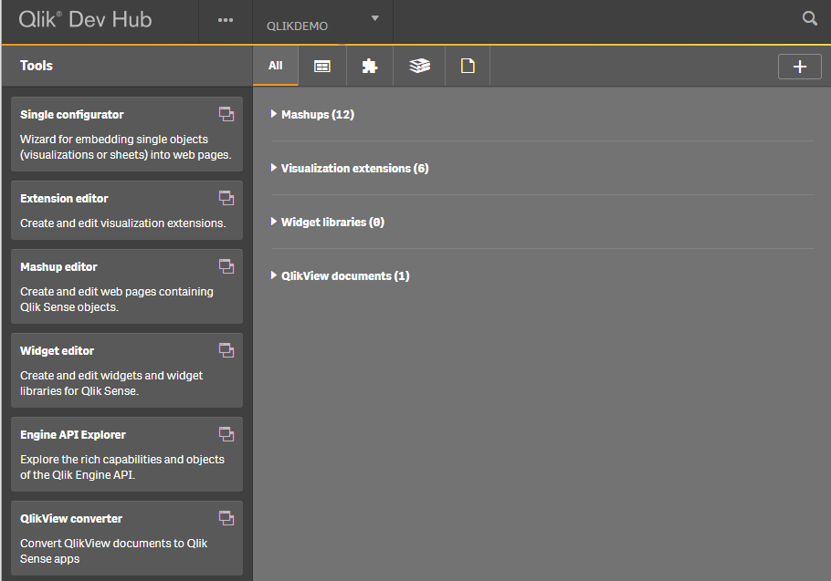 Qlik® Dev Hub
QLIKDEMO
Tools
All
Single configurator
Wizard for embedding single objects
(visualizations or sheets) into web pages.
Extension editor
Create and edit visualization extensions.
Mashup editor
Create and edit web pages containing
Qlik Sense objects.
Widget editor
Create and edit widgets and widget
libraries for Qlik Sense.
Engine API Explorer
Explore the rich capabilities and objects
of the Qlik Engine API.
QlikView converter
Convert QlikView documents to Qlik
Sense apps
Mashups (12)
Visualization extensions (6)
Widget libraries (0)
QlikView documents (1)